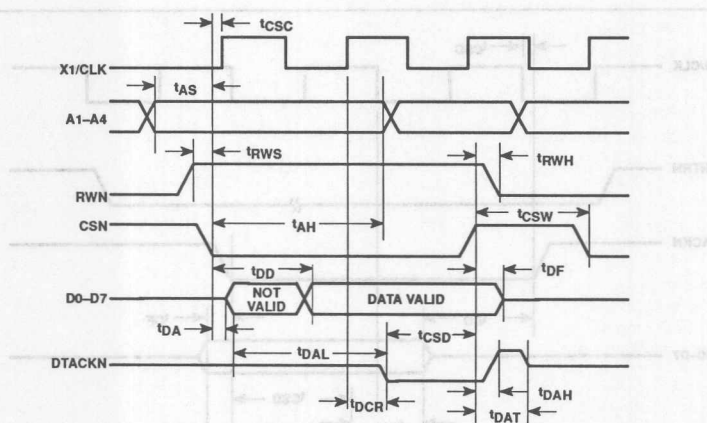 tCSC
X1/CLK
tAS
A1–A4
tRWS
tRWH
RWN
CSN
tCSW
tAH
tDD
tDF
D0–D7
NOT VALID
DATA VALID
tDA
tCSD
tDAL
DTACKN
tDAH
tDCR
tDAT